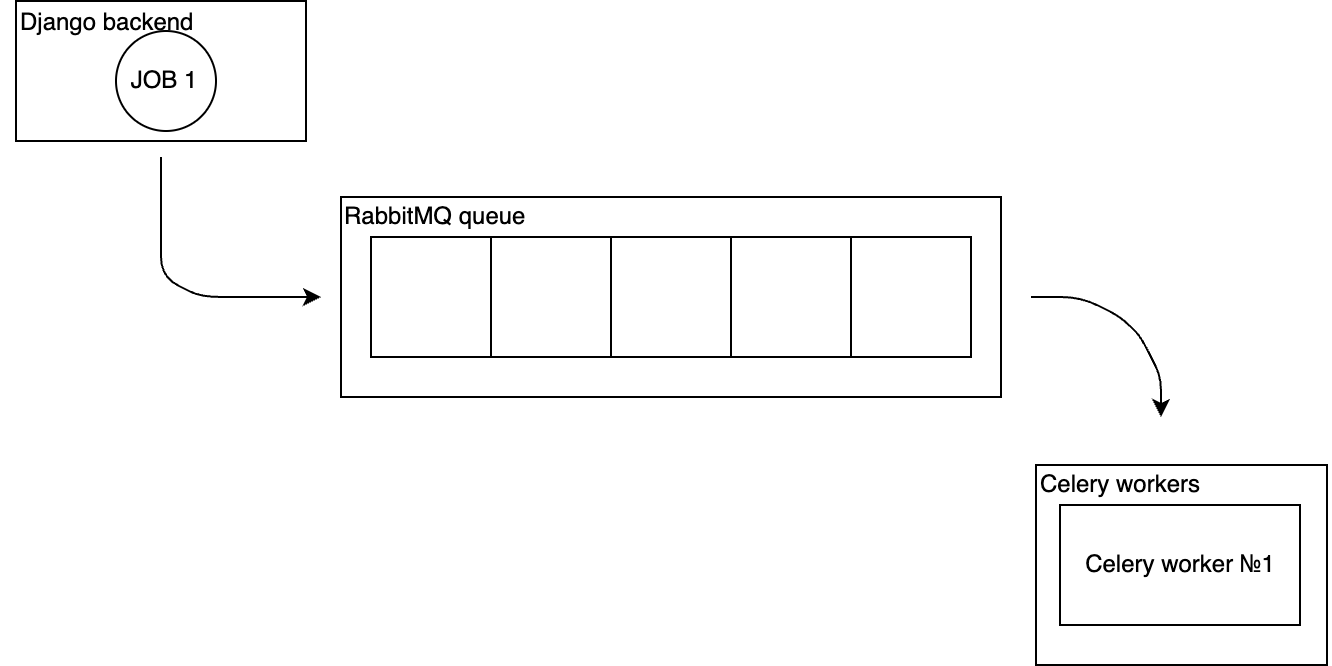 Django backend
JOB 1
RabbitMQ queue
Celery workers
Celery worker №1